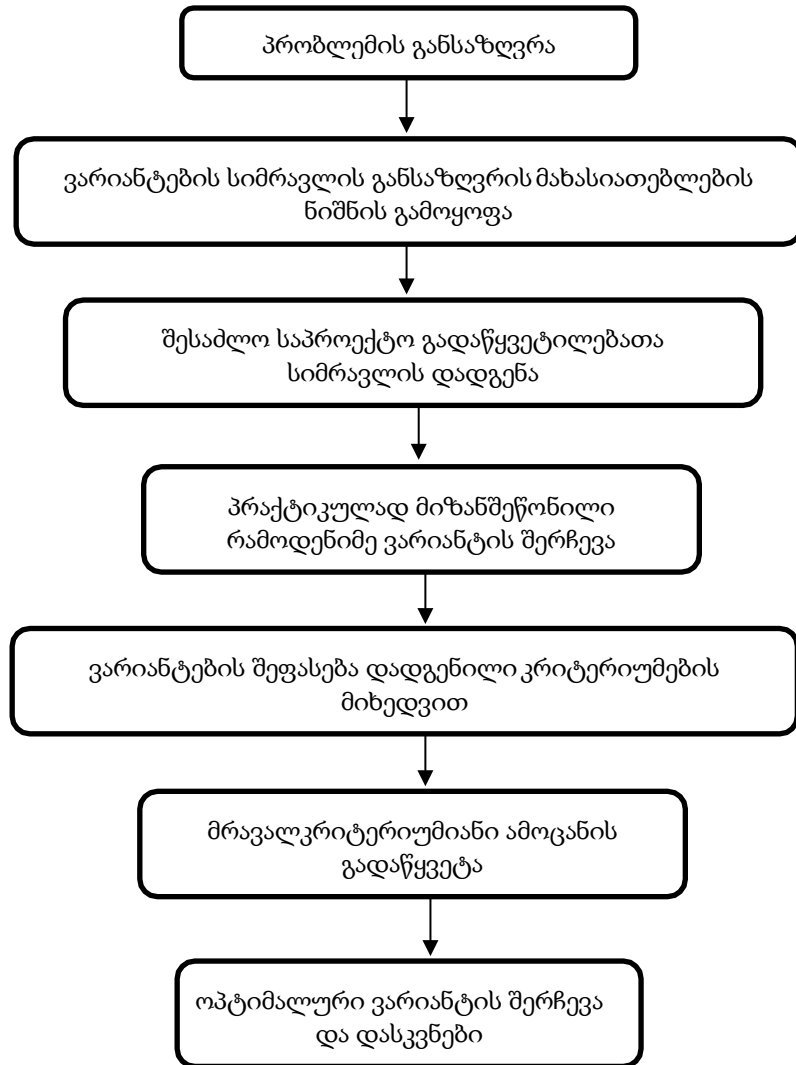 პრობლემის განსაზღვრა
ვარიანტების სიმრავლის განსაზღვრის მახასიათებლების
ნიშნის გამოყოფა
შესაძლო საპროექტო გადაწყვეტილებათა
სიმრავლის დადგენა
პრაქტიკულად მიზანშეწონილი
რამოდენიმე ვარიანტის შერჩევა
ვარიანტების შეფასება დადგენილი კრიტერიუმების
მიხედვით
მრავალკრიტერიუმიანი ამოცანის
გადაწყვეტა
ოპტიმალური ვარიანტის შერჩევა
და დასკვნები